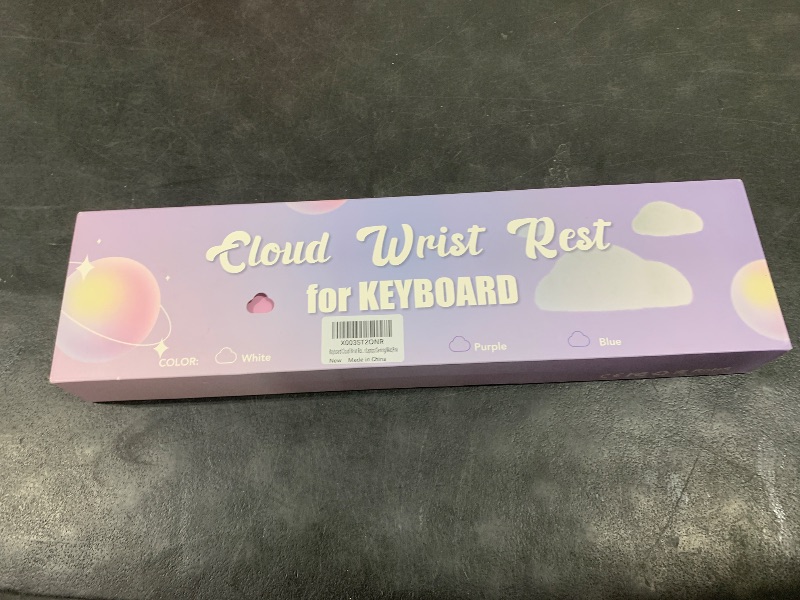 Cloud Wrist Rest
for KEYBOARD
X003ST2QNR
New Made in China
COLOR: White Purple Blue